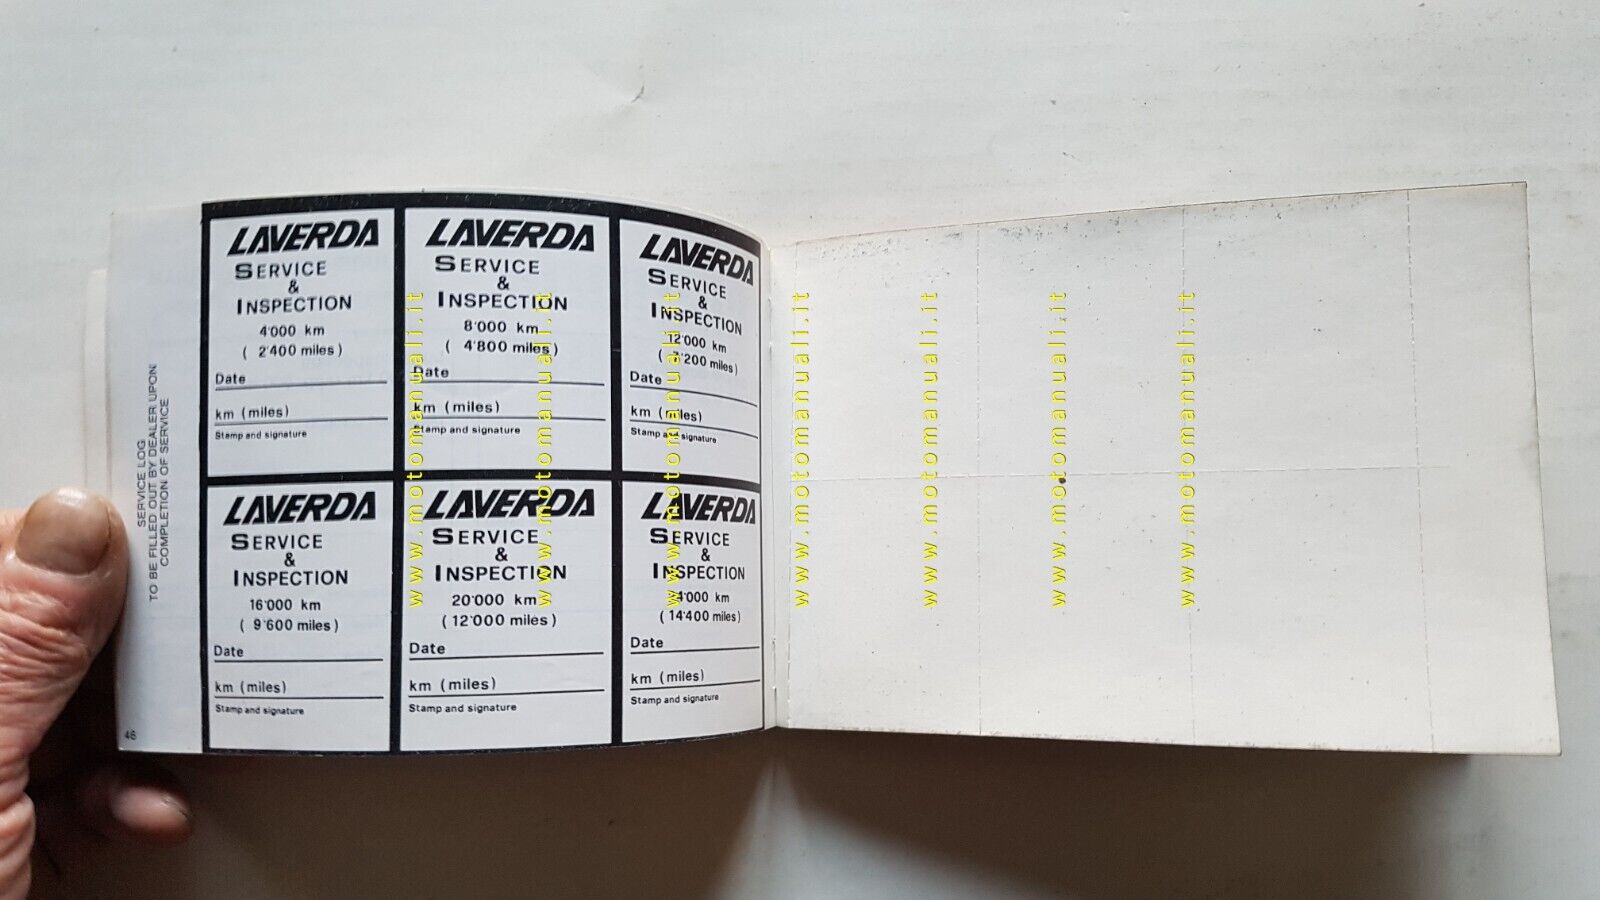 SERVICE LOG
TO BE FILLED OUT BY DEALER UPON
COMPLETION OF SERVICE
LAVERDA
SERVICE
&
INSPECTION
4'000 km
( 2'400 miles )
Date
km (miles)
Stamp and signature
LAVERDA
SERVICE
&
INSPECTION
8'000 km
( 4'800 miles )
Date
km (miles)
Stamp and signature
LAVERDA
SERVICE
&
INSPECTION
12'000 km
( 7'200 miles)
Date
km (miles)
Stamp and signature
LAVERDA
SERVICE
&
INSPECTION
16'000 km
( 9'600 miles )
Date
km (miles)
Stamp and signature
LAVERDA
SERVICE
&
INSPECTION
20'000 km
( 12'000 miles )
Date
km (miles)
Stamp and signature
LAVERDA
SERVICE
&
INSPECTION
km
( 14'400 miles )
Date
km (miles)
Stamp and signature
46
www.motomanuali.it
www.motomanuali.it
www.motomanuali.it
www.motomanuali.it
www.motomanuali.it
www.motomanuali.it
www.motomanuali.it